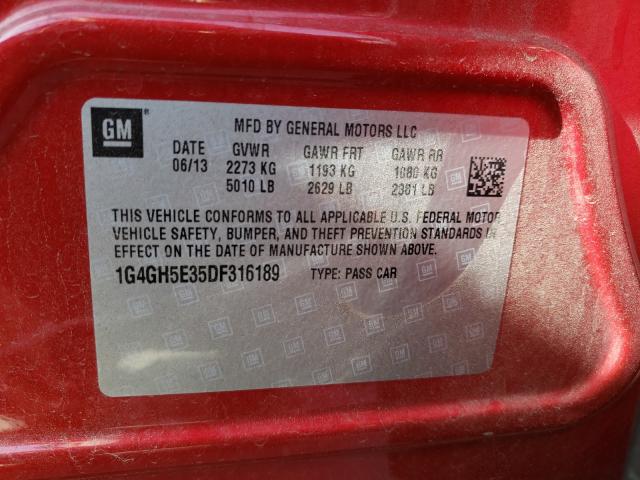 GM ®
MFD BY GENERAL MOTORS LLC
DATE GVWR GAWR FRT GAWR RR
06/13 2273 KG 1193 KG 1080 KG
5010 LB 2629 LB 2381 LB
THIS VEHICLE CONFORMS TO ALL APPLICABLE U.S. FEDERAL MOTOR
VEHICLE SAFETY, BUMPER, AND THEFT PREVENTION STANDARDS IN
EFFECT ON THE DATE OF MANUFACTURE SHOWN ABOVE.
1G4GH5E35DF316189 TYPE: PASS CAR